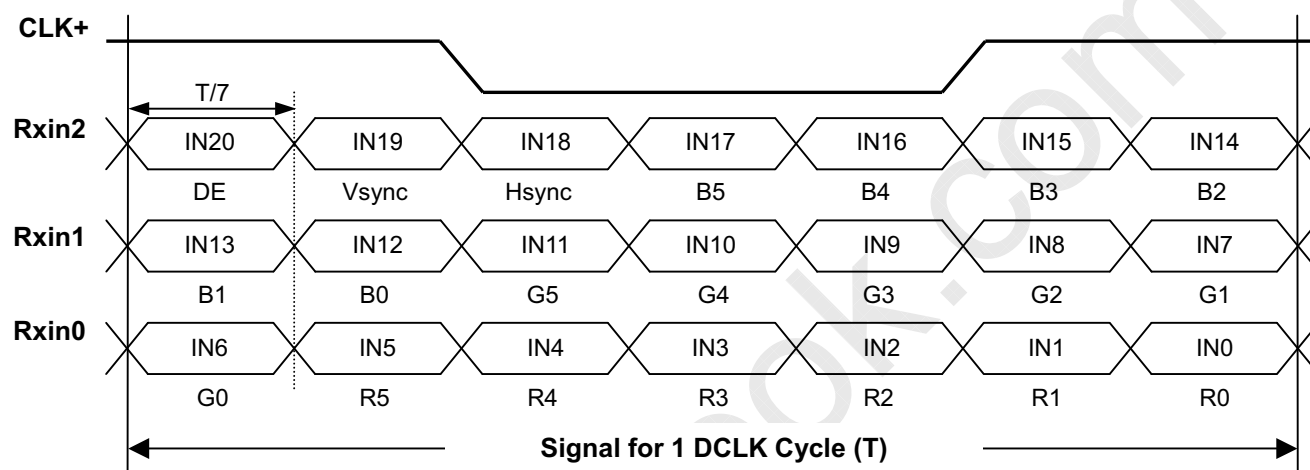 CLK+
T/7
Rxin2 IN20 IN19 IN18 IN17 IN16 IN15 IN14
DE Vsync Hsync B5 B4 B3 B2
Rxin1 IN13 IN12 IN11 IN10 IN9 IN8 IN7
B1 B0 G5 G4 G3 G2 G1
Rxin0 IN6 IN5 IN4 IN3 IN2 IN1 IN0
G0 R5 R4 R3 R2 R1 R0
Signal for 1 DCLK Cycle (T)
ook.com